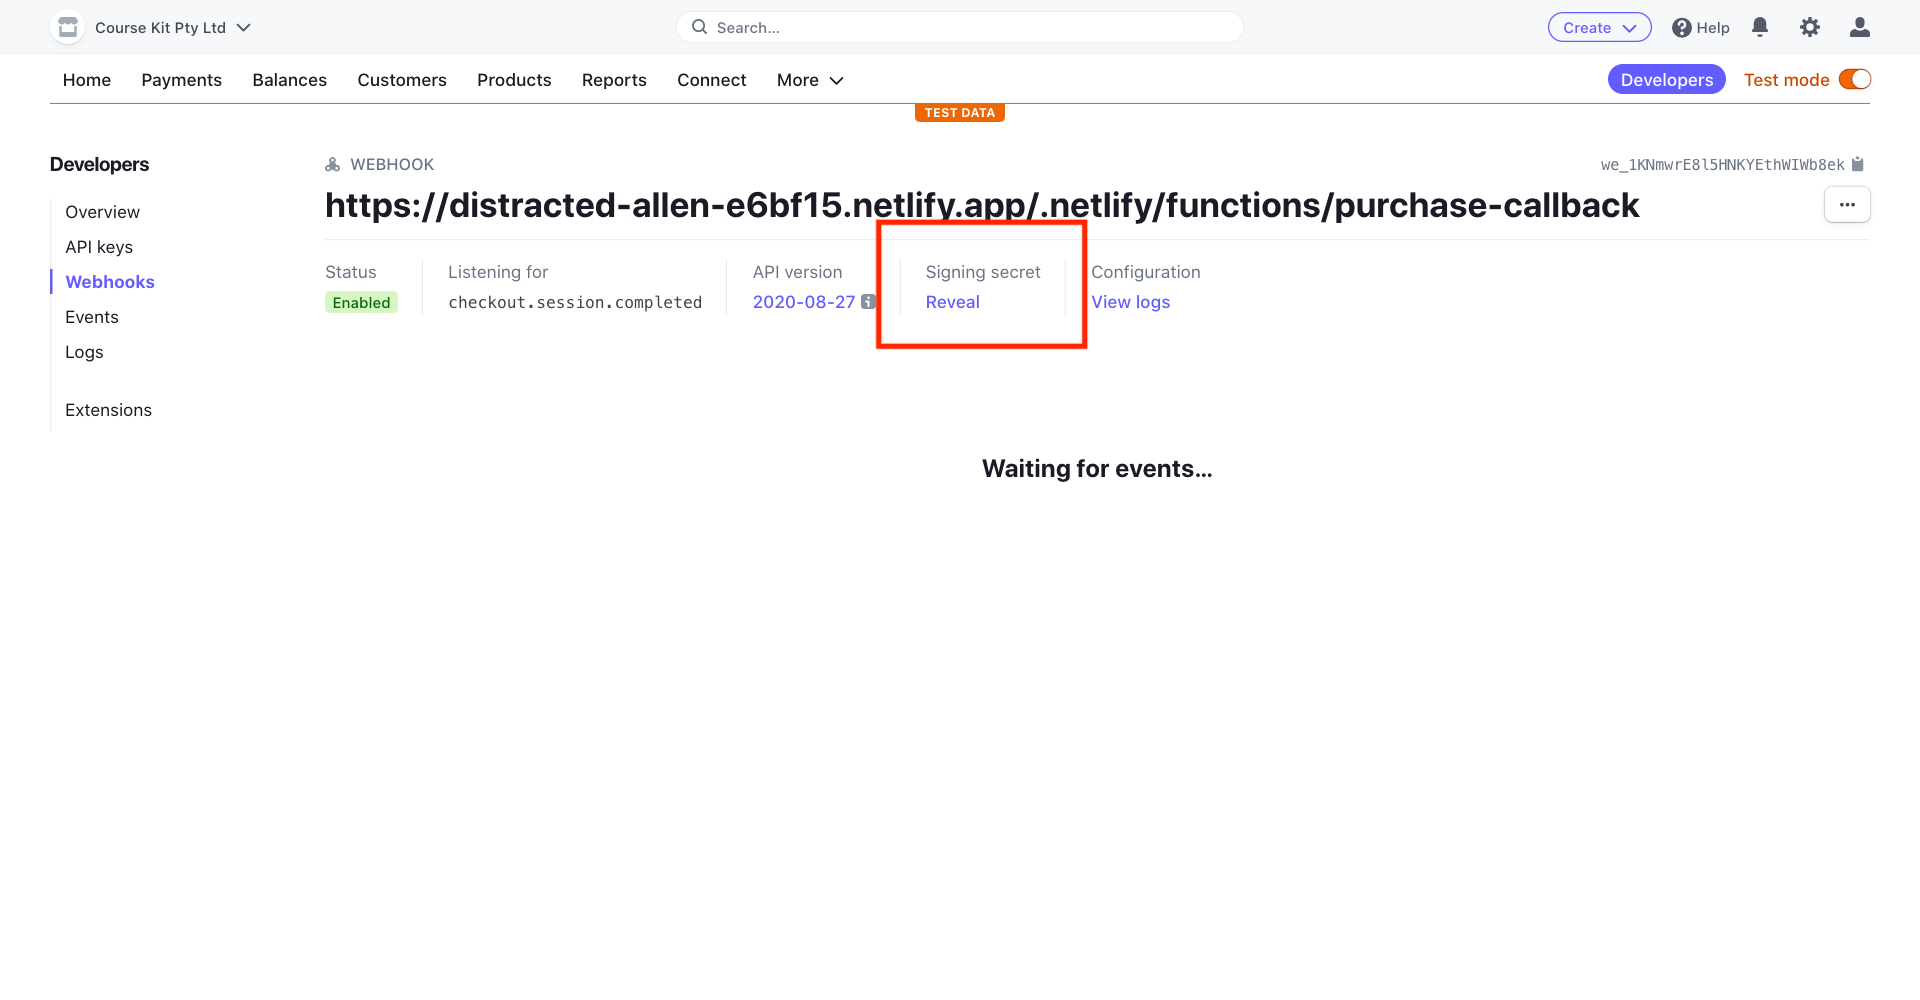 Course Kit Pty Ltd
Search...
Create
Help
Home
Payments
Balances
Customers
Products
Reports
Connect
More
Developers
Test mode
TEST DATA
Developers
Overview
API keys
Webhooks
Events
Logs
Extensions
WEBHOOK
we_1KNmwrE8l5HNKYEthWIWb8ek
https://distracted-allen-e6bf15.netlify.app/.netlify/functions/purchase-callback
Status
Enabled
Listening for
checkout.session.completed
API version
2020-08-27
Signing secret
Reveal
Configuration
View logs
Waiting for events…